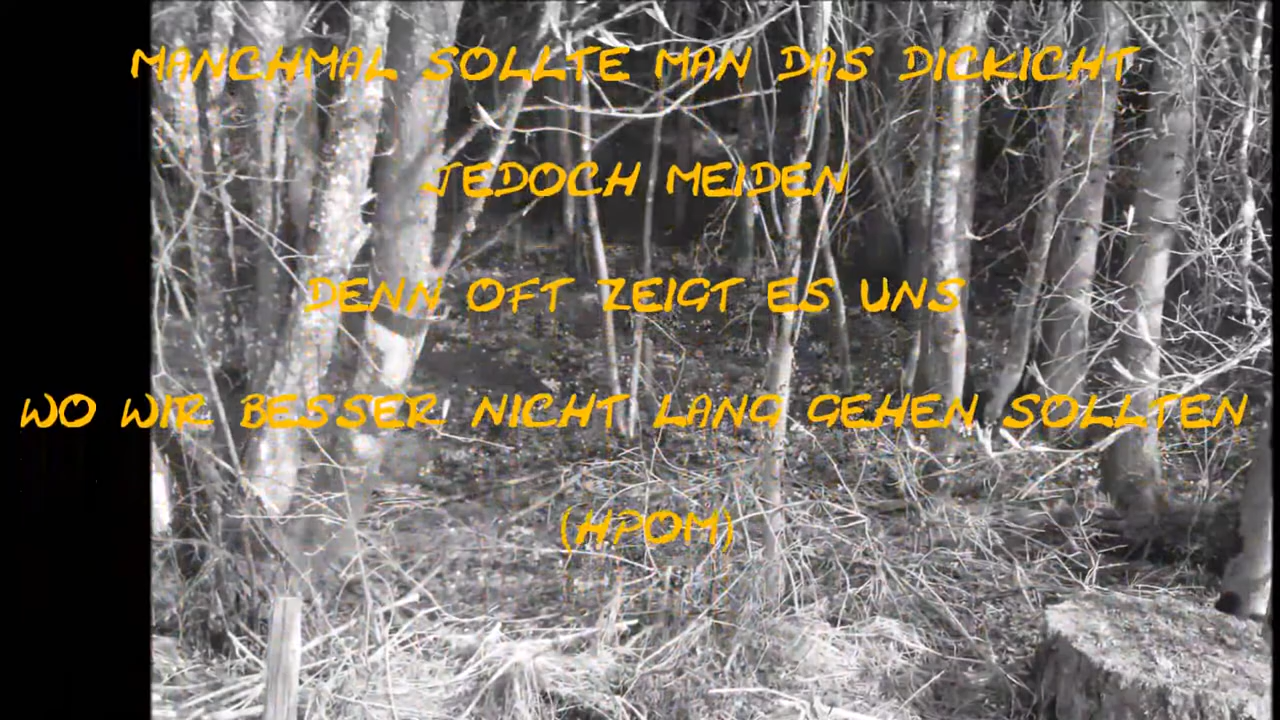 MANCHMAL SOLLTE MAN DAS DICKICHT
JEDOCH MEIDEN
DENN OFT ZEIGT ES UNS
WO WIR BESSER NICHT LANG GEHEN SOLLTEN
(HPOM)